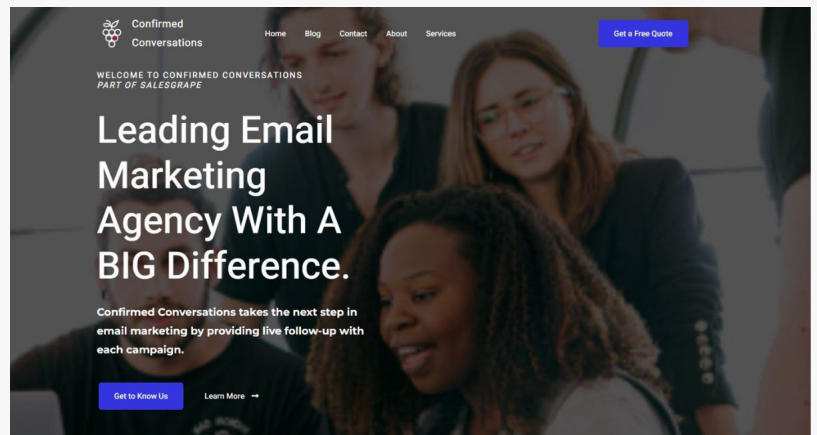 Confirmed
Conversations
Home Blog Contact About Services
Get a Free Quote
WELCOME TO CONFIRMED CONVERSATIONS
PART OF SALESGRAPE
Leading Email
Marketing
Agency With A
BIG Difference.
Confirmed Conversations takes the next step in
email marketing by providing live follow-up with
each campaign.
Get to Know Us
Learn More →